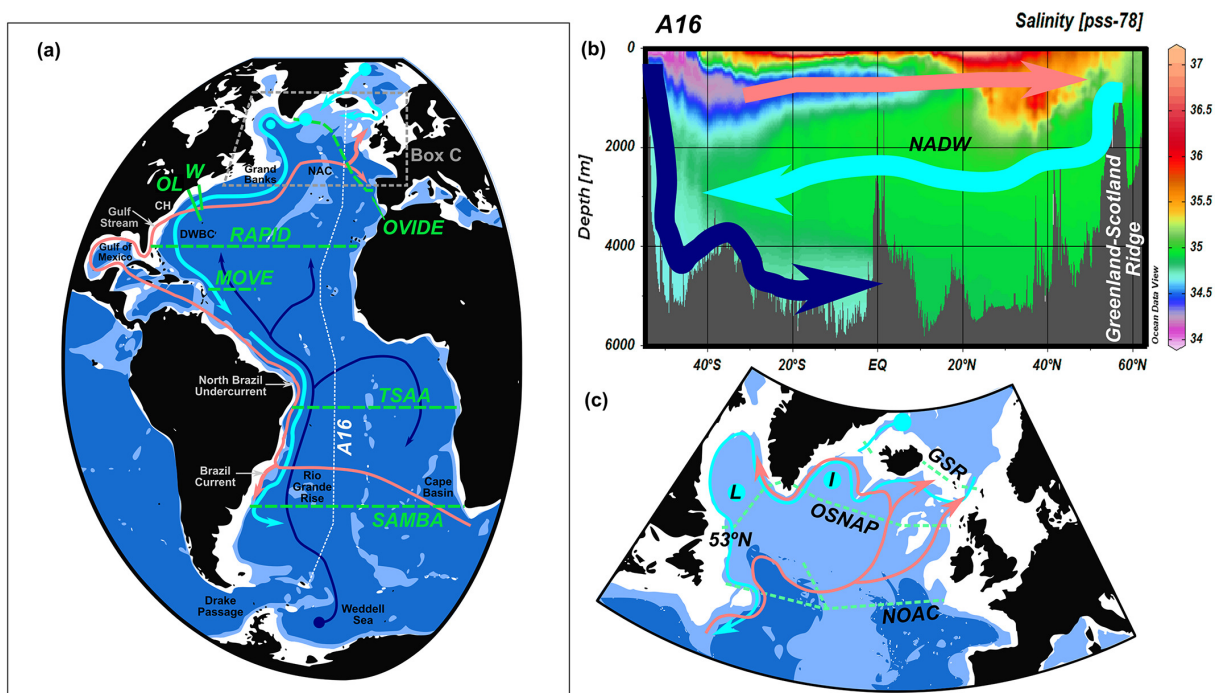 (a)
Box C
Grand
Banks
NAC
W
OL
CH
Gulf
Stream
DWBC
RAPID
OVIDE
Gulf of
Mexico
MOVE
North Brazil
Undercurrent
TSAA
A16
Brazil
Current
Rio
Grande
Rise
Cape
Basin
SAMBA
Drake
Passage
Weddell
Sea
A16
Salinity [pss-78]
(b)
Depth [m]
0
2000
4000
6000
NADW
Greenland-Scotland
Ridge
Ocean Data View
40°S
20°S
EQ
20°N
40°N
60°N
37
36.5
36
35.5
35
34.5
34
33.5
(c)
L
I
GSR
OSNAP
53ºN
NOAC